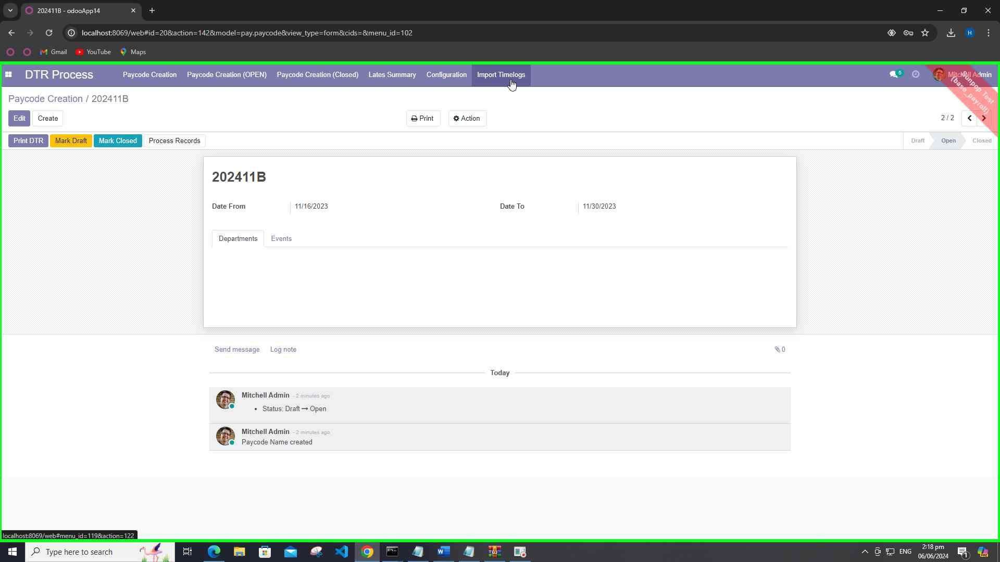 202411B - odooApp14
localhost:8069/web#id=20&action=142&model=pay.paycode&view_type=form&cids=&menu_id=102
H
Gmail
YouTube
Maps
DTR Process
Paycode Creation
Paycode Creation (OPEN)
Paycode Creation (Closed)
Lates Summary
Configuration
Import Timelogs
5
Mitchell Admin
Sunpop Test
(base_payroll)
Paycode Creation / 202411B
Edit
Create
Print
Action
2 / 2
Print DTR
Mark Draft
Mark Closed
Process Records
Draft
Open
Closed
202411B
Date From
11/16/2023
Date To
11/30/2023
Departments
Events
Send message
Log note
0
Today
Mitchell Admin - 2 minutes ago
• Status: Draft → Open
Mitchell Admin - 2 minutes ago
Paycode Name created
localhost:8069/web#menu_id=119&action=122
Type here to search
ENG
2:18 pm
06/06/2024
1
PRE